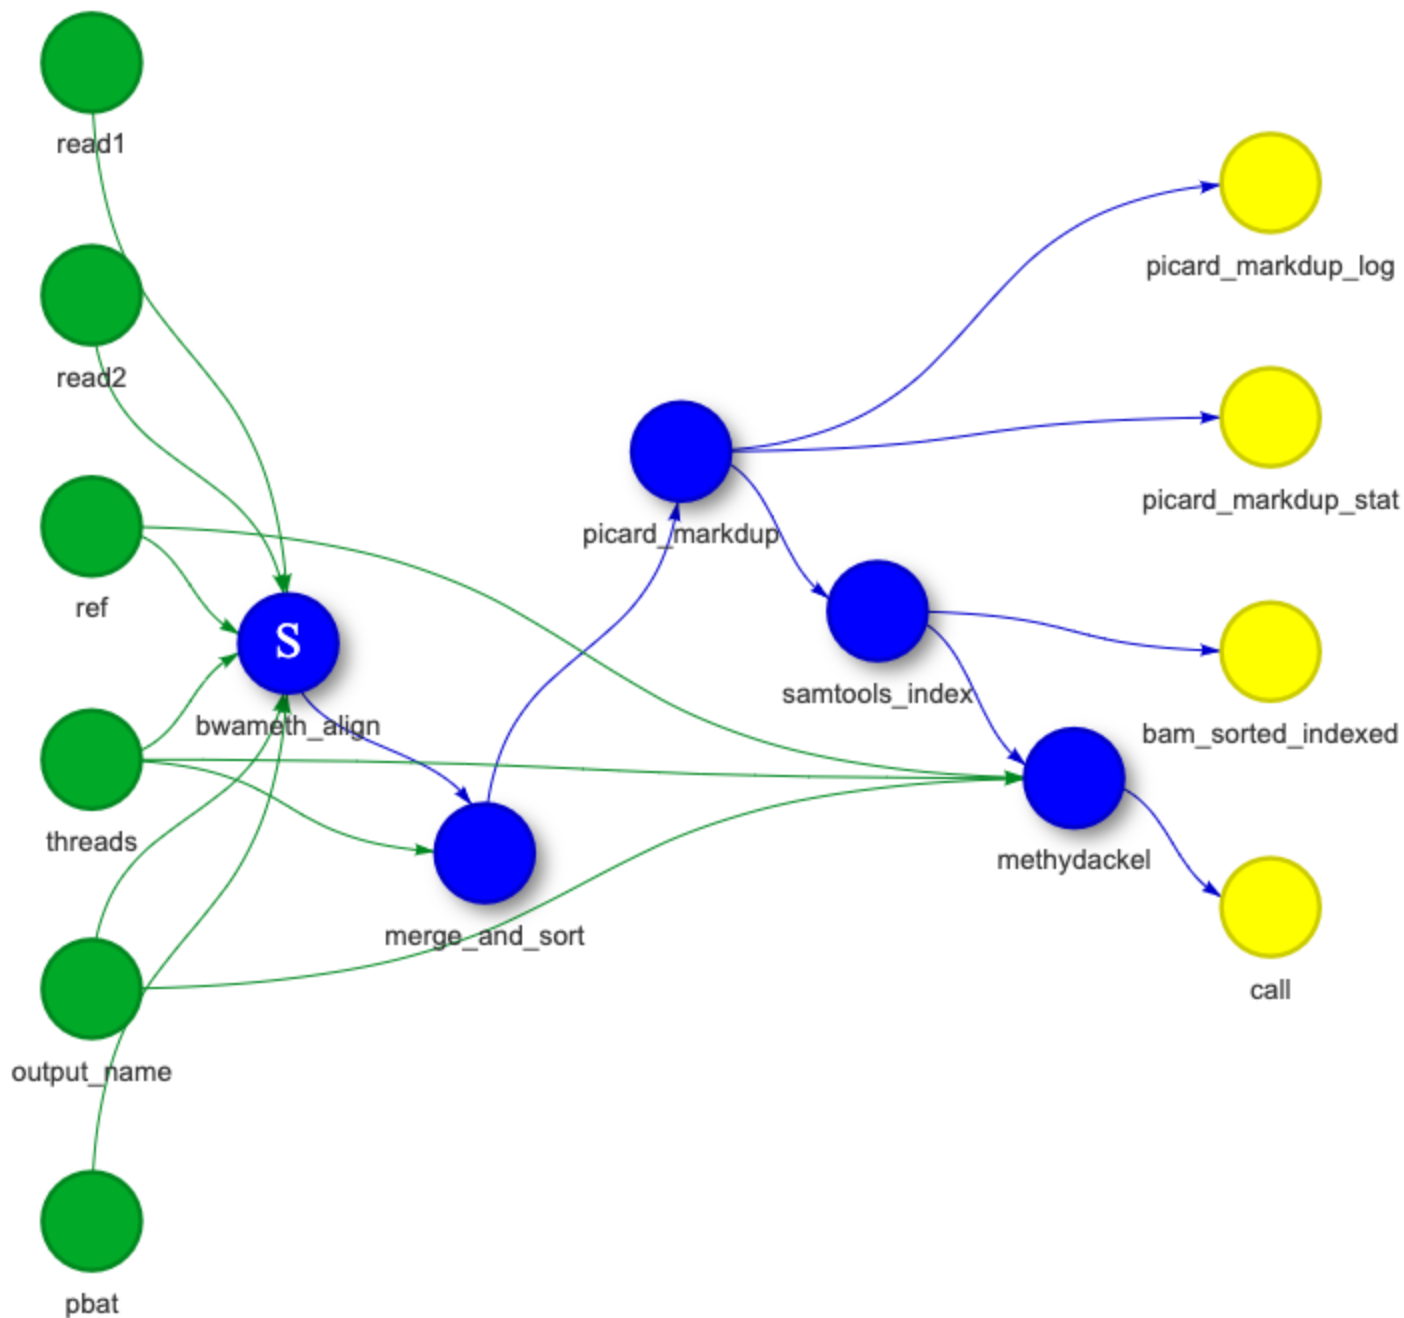 read1
picard_markdup_log
read2
picard_markdup_stat
picard_markdup
ref
S
samtools_index
bwameth_align
bam_sorted_indexed
threads
methydackel
merge_and_sort
call
output_name
pbat